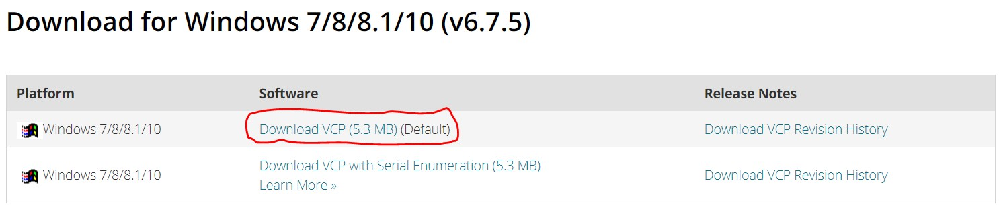 Download for Windows 7/8/8.1/10 (v6.7.5)
Platform Software Release Notes
Windows 7/8/8.1/10 Download VCP (5.3 MB) (Default) Download VCP Revision History
Windows 7/8/8.1/10 Download VCP with Serial Enumeration (5.3 MB) Download VCP Revision History
Learn More »